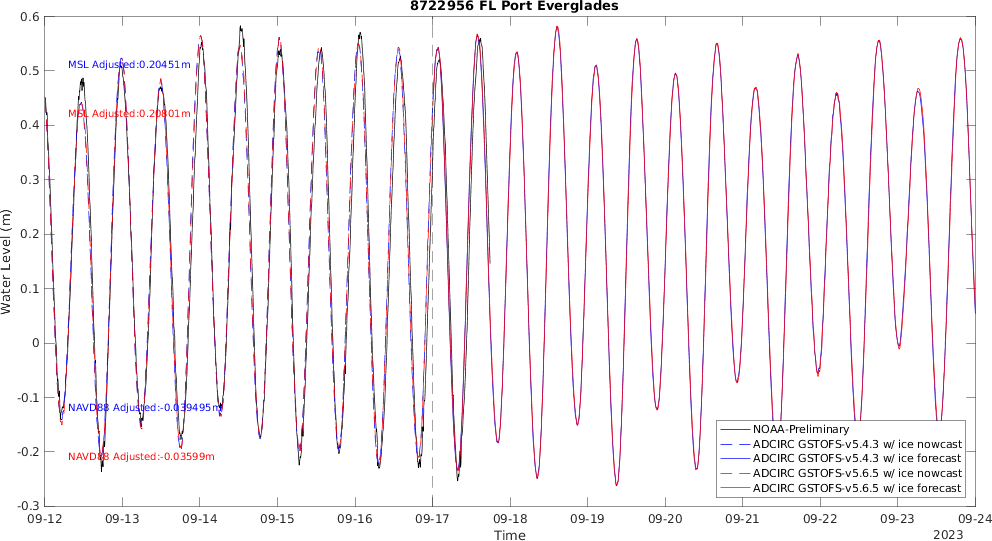 8722956 FL Port Everglades
Water Level (m)
0.6
0.5
0.4
0.3
0.2
0.1
0
-0.1
-0.2
-0.3
MSL Adjusted:0.20451m
MSL Adjusted:0.20801m
NAVD88 Adjusted:-0.039495m
NAVD88 Adjusted:-0.03599m
NOAA-Preliminary
ADCIRC GSTOFS-v5.4.3 w/ ice nowcast
ADCIRC GSTOFS-v5.4.3 w/ ice forecast
ADCIRC GSTOFS-v5.6.5 w/ ice nowcast
ADCIRC GSTOFS-v5.6.5 w/ ice forecast
09-12 09-13 09-14 09-15 09-16 09-17 09-18 09-19 09-20 09-21 09-22 09-23 09-24
Time
2023